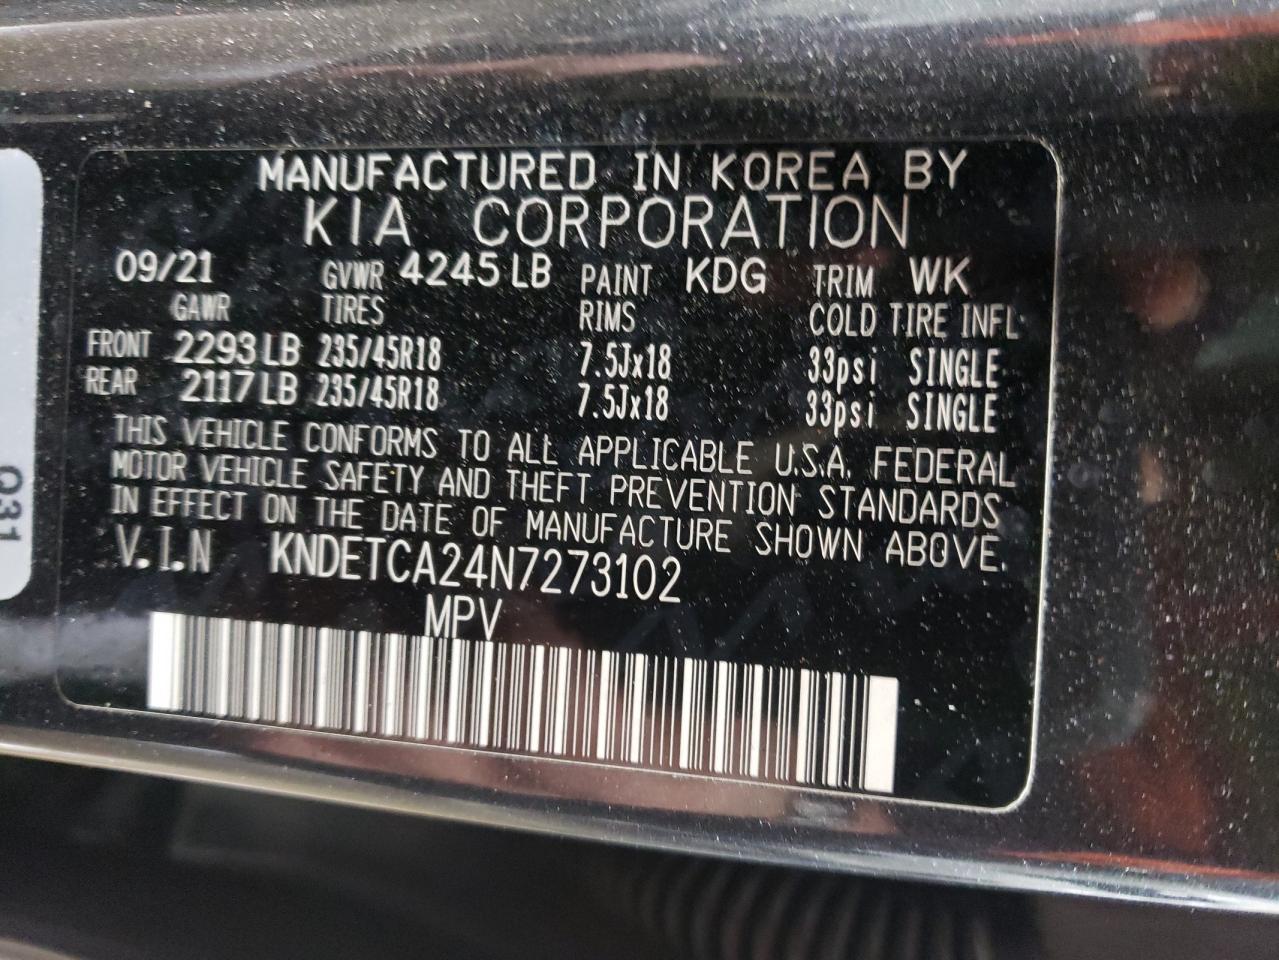 MANUFACTURED IN KOREA BY
KIA CORPORATION
09/21 GVWR 4245 LB PAINT KDG TRIM WK
GAWR TIRES RIMS COLD TIRE INFL
FRONT 2293 LB 235/45R18 7.5Jx18 33psi SINGLE
REAR 2117 LB 235/45R18 7.5Jx18 33psi SINGLE
THIS VEHICLE CONFORMS TO ALL APPLICABLE U.S.A. FEDERAL
MOTOR VEHICLE SAFETY AND THEFT PREVENTION STANDARDS
IN EFFECT ON THE DATE OF MANUFACTURE SHOWN ABOVE.
V.I.N KNDETCA24N7273102
MPV
031